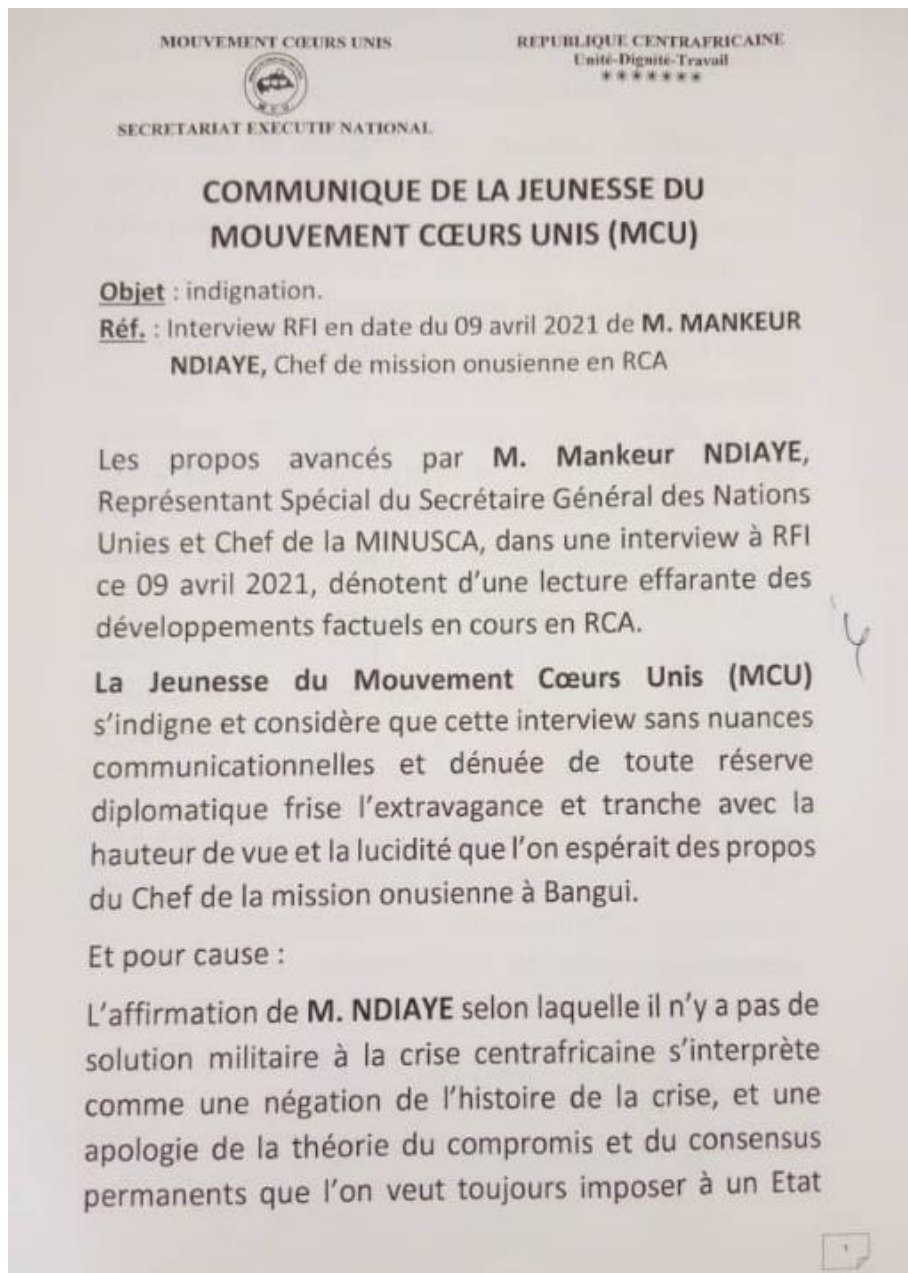 MOUVEMENT CŒURS UNIS
REPUBLIQUE CENTRAFRICAINE
Unité-Dignité-Travail
*******
M C U
SECRETARIAT EXECUTIF NATIONAL
COMMUNIQUE DE LA JEUNESSE DU
MOUVEMENT CŒURS UNIS (MCU)
Objet : indignation.
Réf. : Interview RFI en date du 09 avril 2021 de M. MANKEUR
NDIAYE, Chef de mission onusienne en RCA
Les propos avancés par M. Mankeur NDIAYE,
Représentant Spécial du Secrétaire Général des Nations
Unies et Chef de la MINUSCA, dans une interview à RFI
ce 09 avril 2021, dénotent d’une lecture effarante des
développements factuels en cours en RCA.
La Jeunesse du Mouvement Cœurs Unis (MCU)
s’indigne et considère que cette interview sans nuances
communicationnelles et dénuée de toute réserve
diplomatique frise l’extravagance et tranche avec la
hauteur de vue et la lucidité que l’on espérait des propos
du Chef de la mission onusienne à Bangui.
Et pour cause :
L’affirmation de M. NDIAYE selon laquelle il n’y a pas de
solution militaire à la crise centrafricaine s’interprète
comme une négation de l’histoire de la crise, et une
apologie de la théorie du compromis et du consensus
permanents que l’on veut toujours imposer à un Etat
1